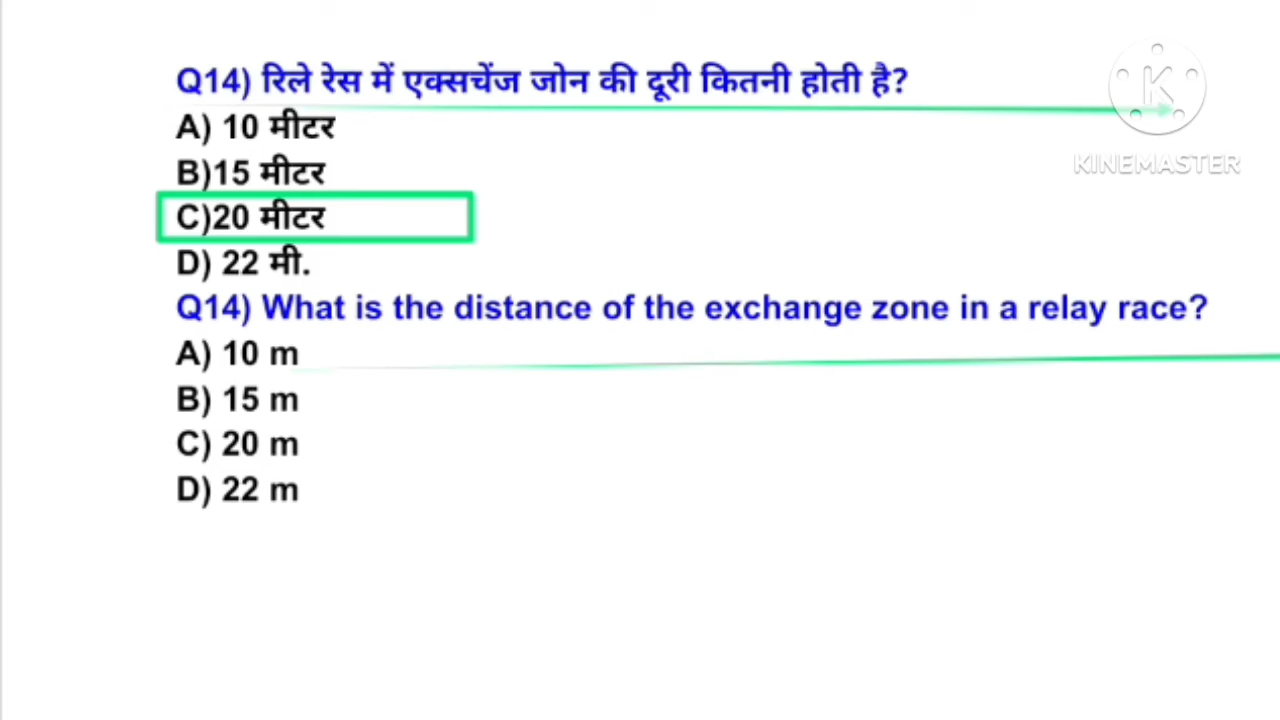 Q14) रिले रेस में एक्सचेंज जोन की दूरी कितनी होती है?
A) 10 मीटर
B)15 मीटर
C)20 मीटर
D) 22 मी.
Q14) What is the distance of the exchange zone in a relay race?
A) 10 m
B) 15 m
C) 20 m
D) 22 m
K
KINEMASTER